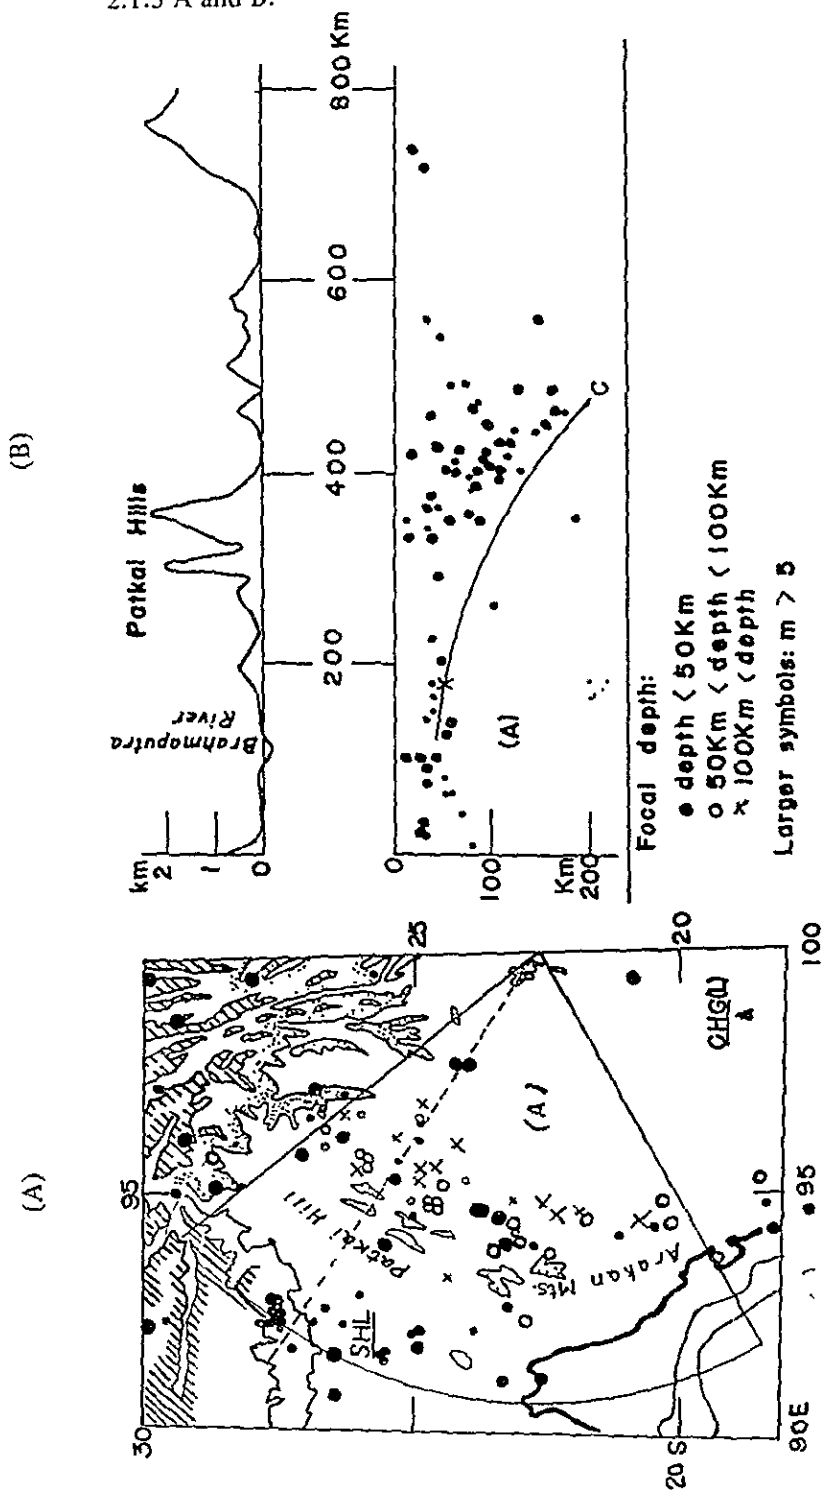 2.1.3 A and B.
(A)
(B)
30
95
25
20
100
95
10
90E
20 S
SHL
Patkai Hill
Arakan
Mts.
(A)
CHG(L)
km
2
1
0
Brahmaputra
River
Patkai Hills
200
400
600
800Km
0
100
Km
200
(A)
C
Focal depth:
● depth < 50Km
o 50Km < depth < 100Km
x 100Km < depth
Larger symbols: m > 5